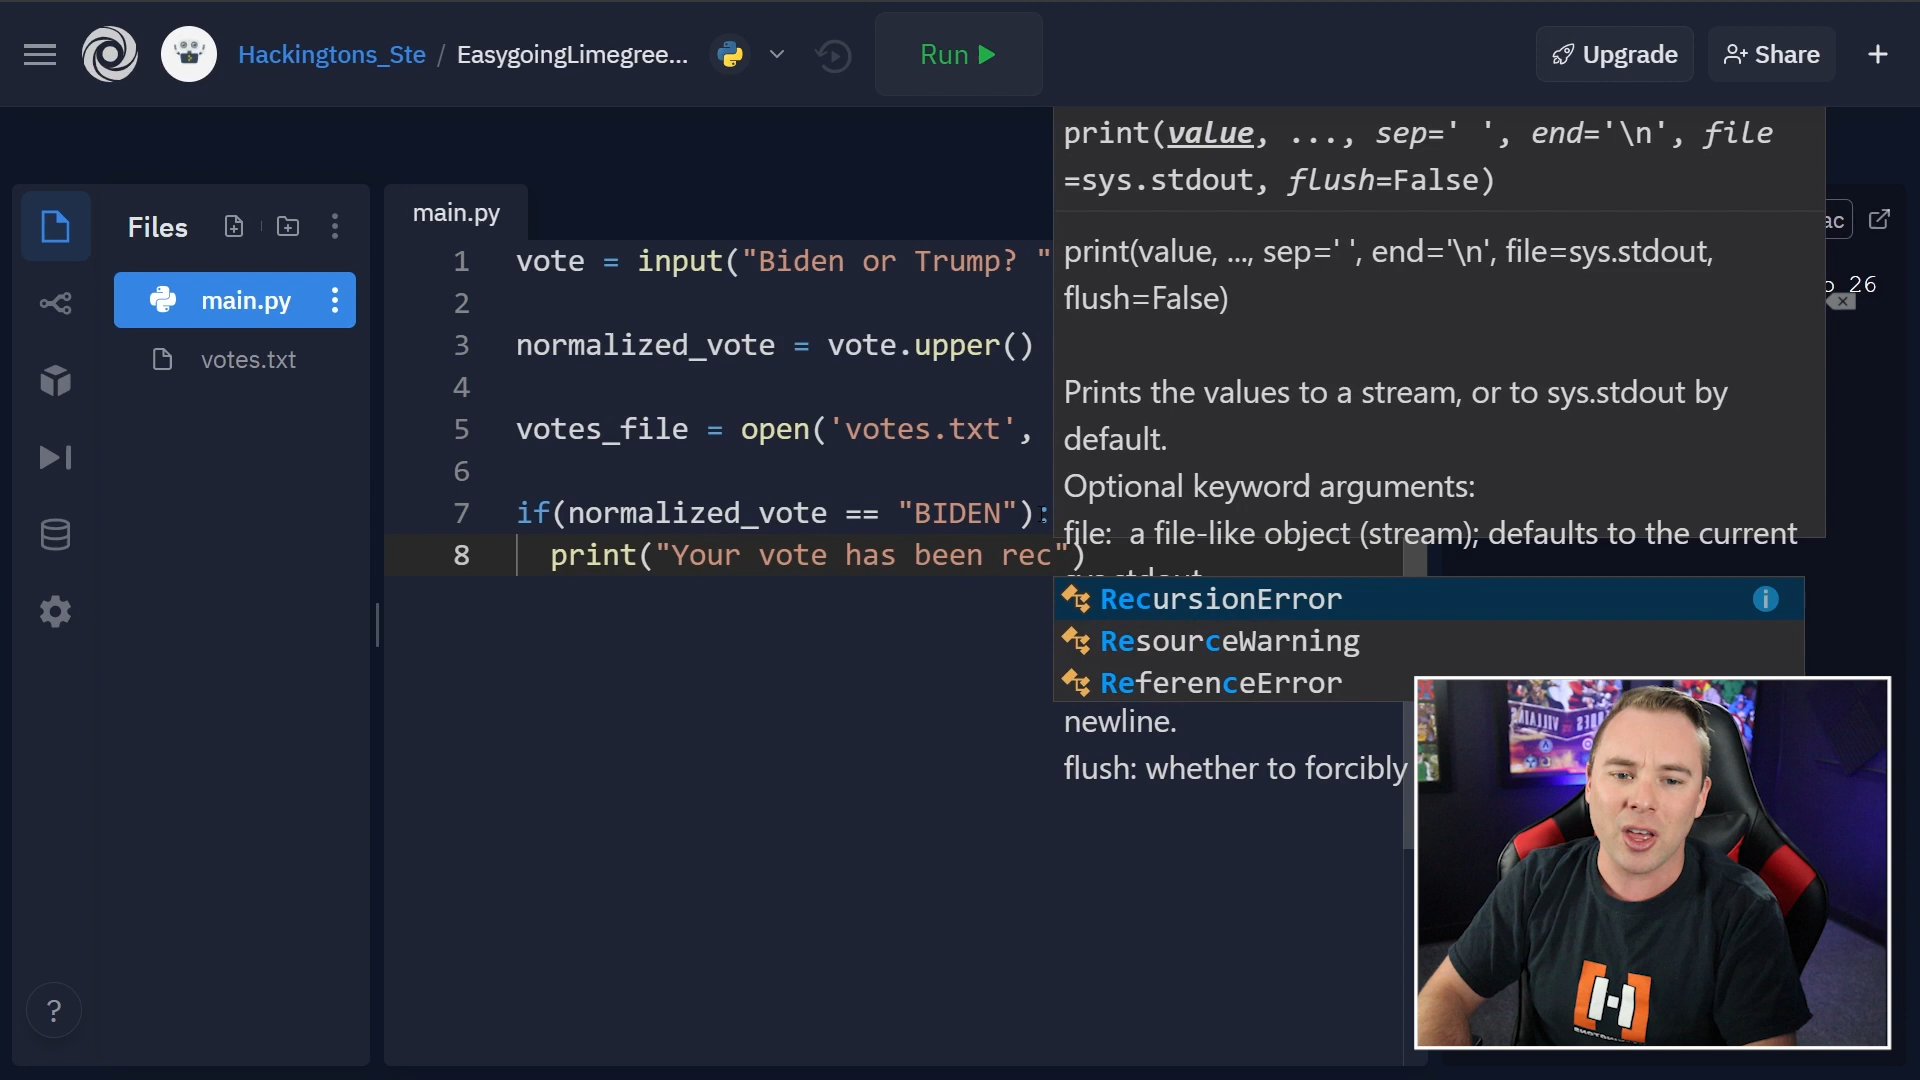 Hackingtons_Ste / EasygoingLimegree...
Run
Upgrade
Share
Files
main.py
votes.txt
main.py
1 vote = input("Biden or Trump? "
2
3 normalized_vote = vote.upper()
4
5 votes_file = open('votes.txt',
6
7 if(normalized_vote == "BIDEN"):
8 print("Your vote has been rec")
print(value, ..., sep=' ', end='\n', file
=sys.stdout, flush=False)
print(value, ..., sep=' ', end='\n', file=sys.stdout,
flush=False)
Prints the values to a stream, or to sys.stdout by
default.
Optional keyword arguments:
file: a file-like object (stream); defaults to the current
RecursionError
ResourceWarning
ReferenceError
newline.
flush: whether to forcibly
26
?